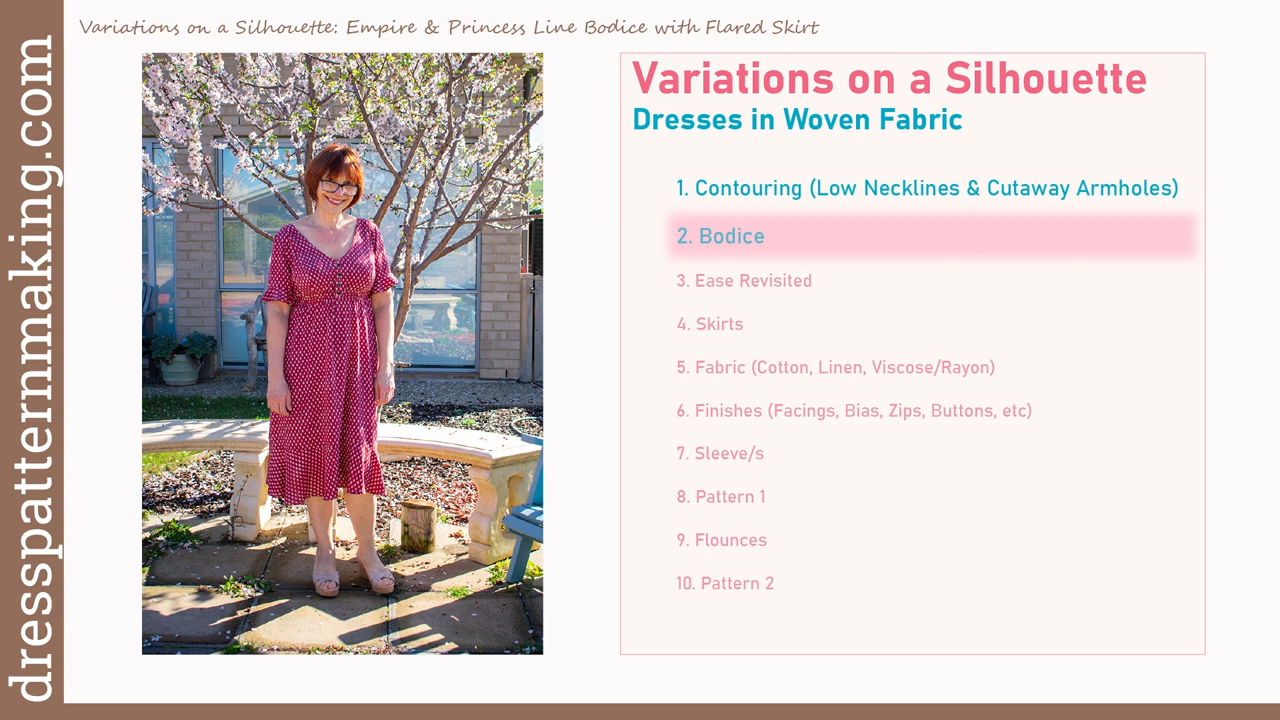 Variations on a Silhouette: Empire & Princess Line Bodice with Flared Skirt
dresspatternmaking.com
Variations on a Silhouette
Dresses in Woven Fabric
1. Contouring (Low Necklines & Cutaway Armholes)
2. Bodice
3. Ease Revisited
4. Skirts
5. Fabric (Cotton, Linen, Viscose/Rayon)
6. Finishes (Facings, Bias, Zips, Buttons, etc)
7. Sleeve/s
8. Pattern 1
9. Flounces
10. Pattern 2